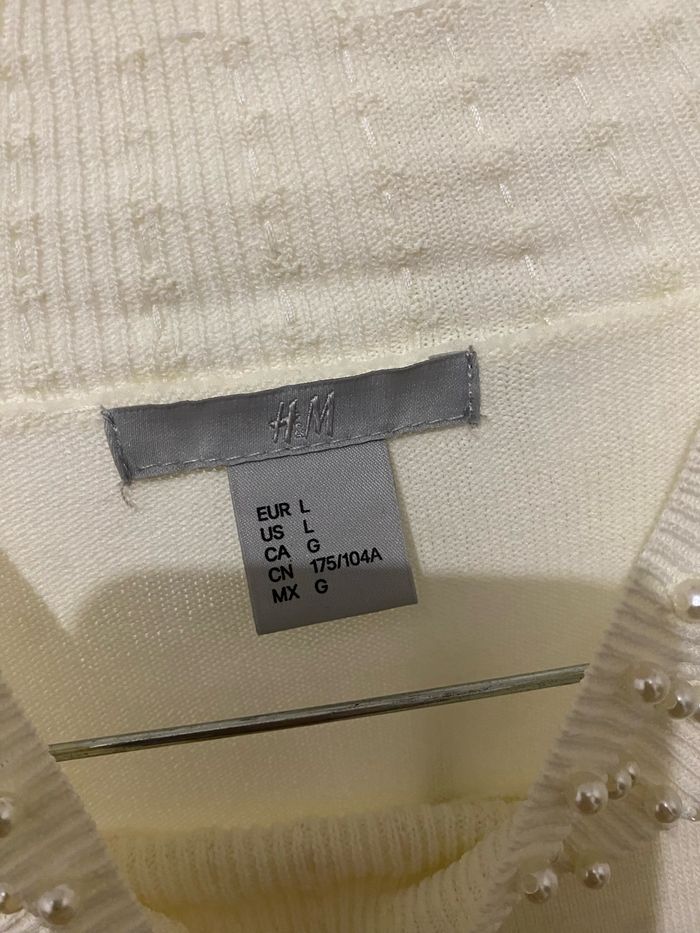 H&M
EUR L
US L
CA G
CN 175/104A
MX G